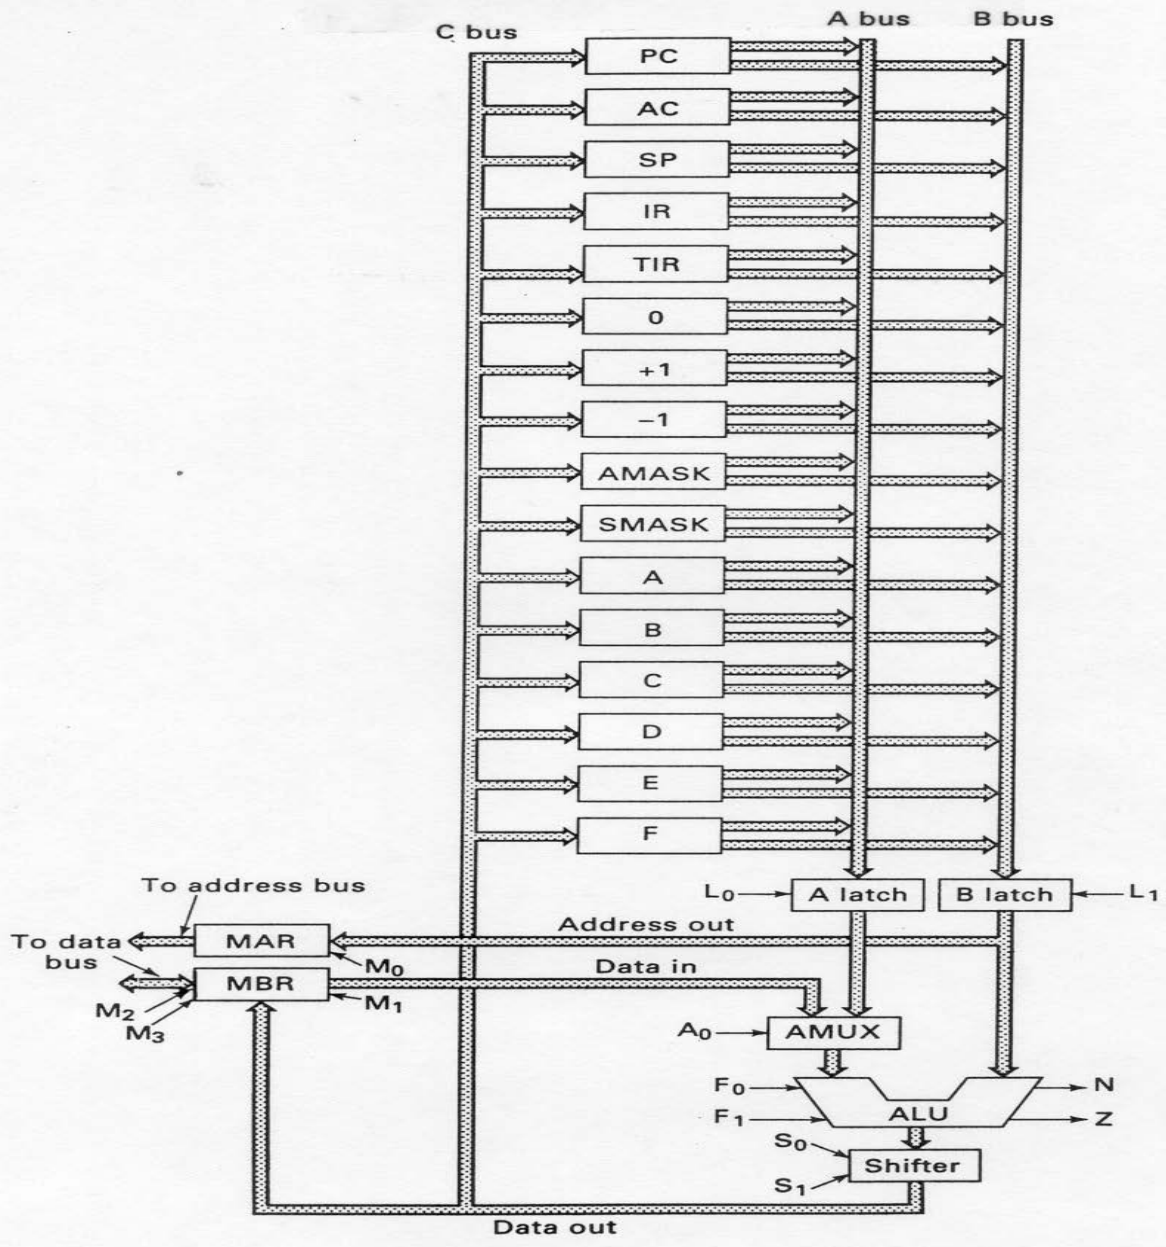 A bus
B bus
C bus
PC
AC
SP
IR
TIR
0
+1
−1
AMASK
SMASK
A
B
C
D
E
F
To address bus
L0
A latch
B latch
L1
Address out
MAR
To data
bus
M0
Data in
MBR
M1
M2
M3
A0
AMUX
F0
N
ALU
F1
Z
S0
Shifter
S1
Data out